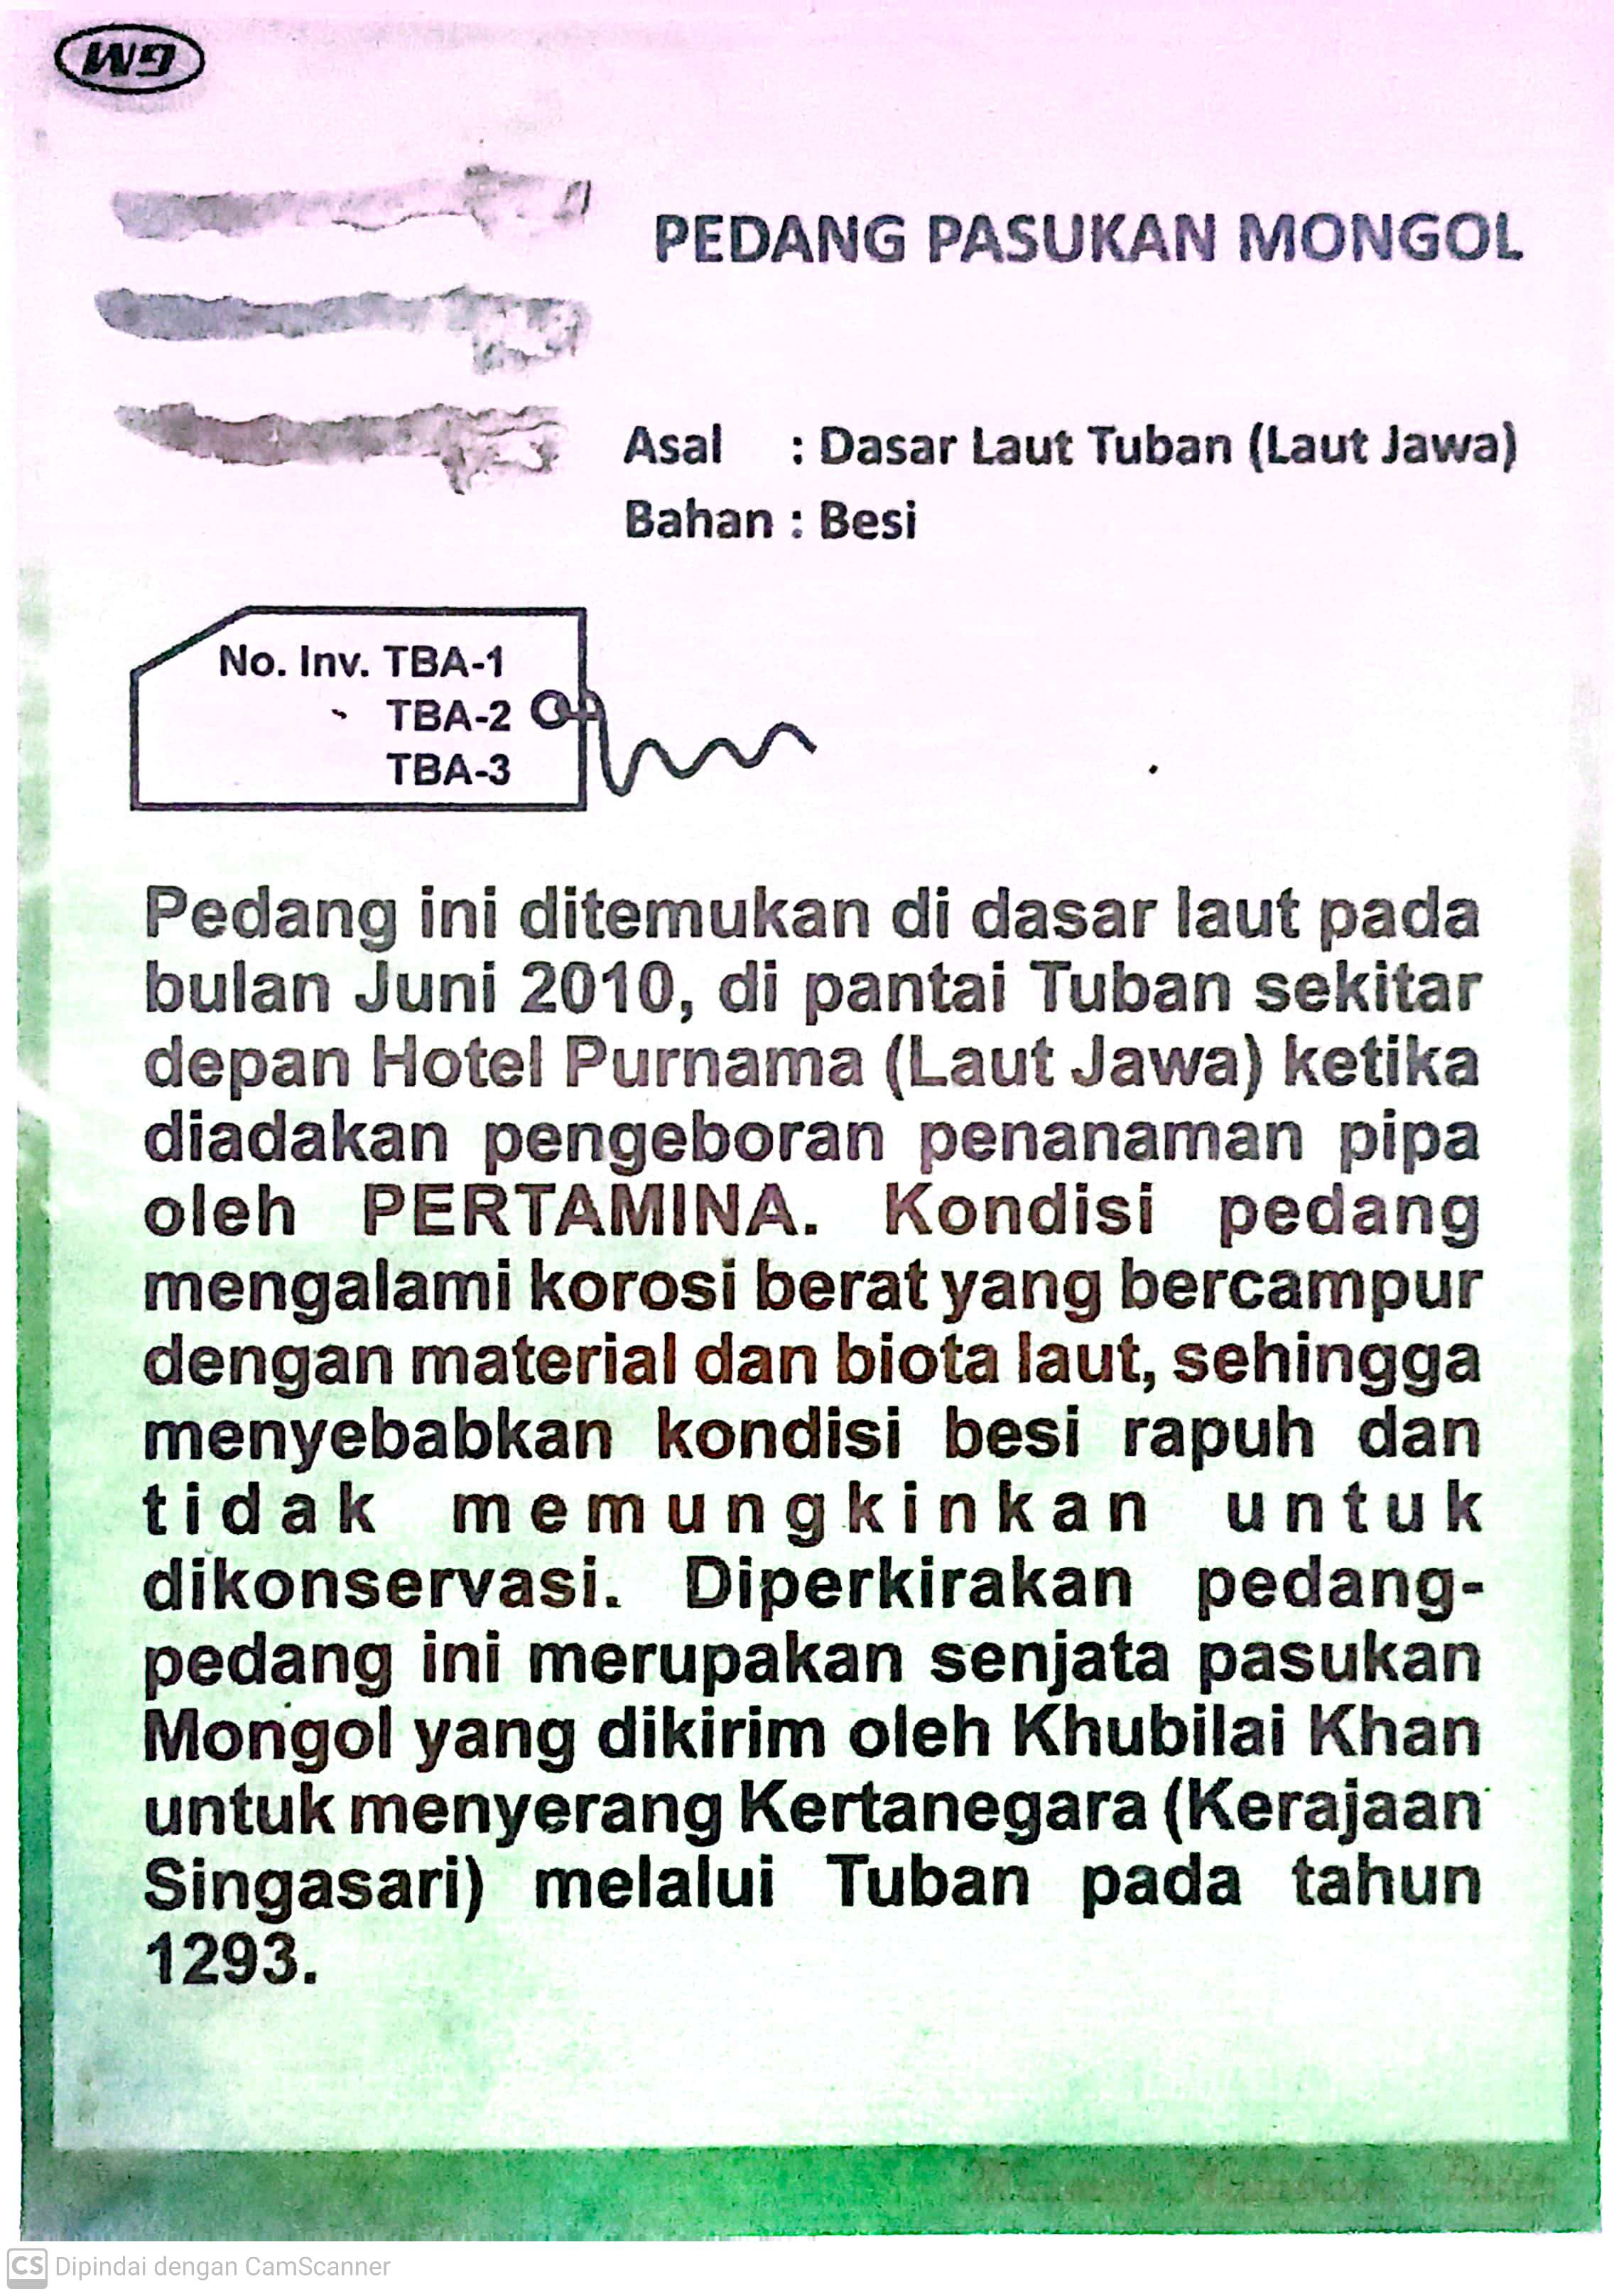 GM
PEDANG PASUKAN MONGOL
Asal : Dasar Laut Tuban (Laut Jawa)
Bahan : Besi
No. Inv. TBA-1
TBA-2
TBA-3
Pedang ini ditemukan di dasar laut pada
bulan Juni 2010, di pantai Tuban sekitar
depan Hotel Purnama (Laut Jawa) ketika
diadakan pengeboran penanaman pipa
oleh PERTAMINA. Kondisi pedang
mengalami korosi berat yang bercampur
dengan material dan biota laut, sehingga
menyebabkan kondisi besi rapuh dan
tidak memungkinkan untuk
dikonservasi. Diperkirakan pedang-
pedang ini merupakan senjata pasukan
Mongol yang dikirim oleh Khubilai Khan
untuk menyerang Kertanegara (Kerajaan
Singasari) melalui Tuban pada tahun
1293.
CS Dipindai dengan CamScanner